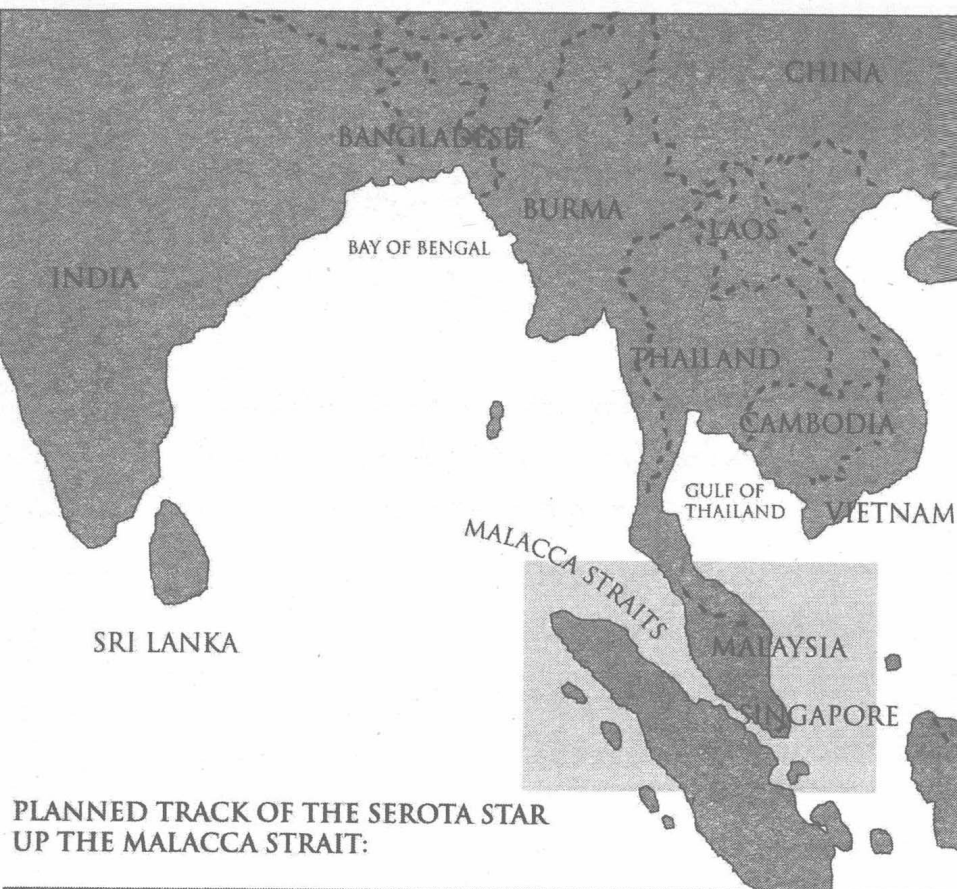 CHINA
BANGLADESH
BURMA
LAOS
BAY OF BENGAL
INDIA
THAILAND
CAMBODIA
GULF OF
THAILAND
VIETNAM
MALACCA STRAITS
SRI LANKA
MALAYSIA
SINGAPORE
PLANNED TRACK OF THE SEROTA STAR
UP THE MALACCA STRAIT: